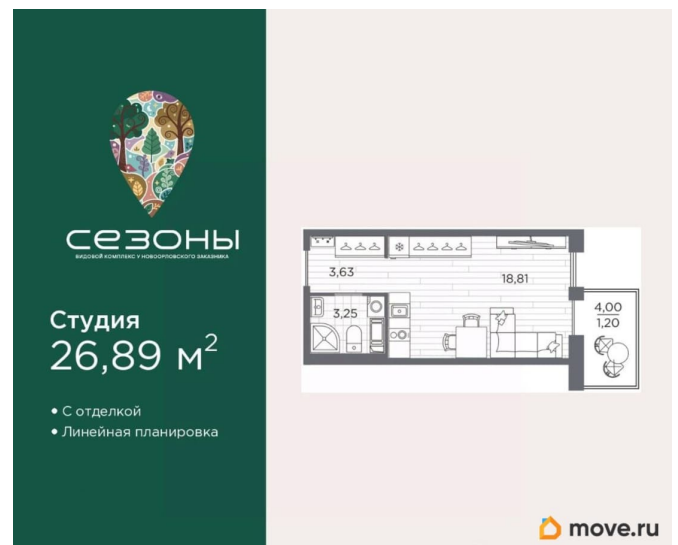 сезоны
ВИДОВОЙ КОМПЛЕКС У НОВООРЛОВСКОГО ЗАКАЗНИКА
Студия
26,89 м²
• С отделкой
• Линейная планировка
3,63
18,81
3,25
4,00
1,20
move.ru